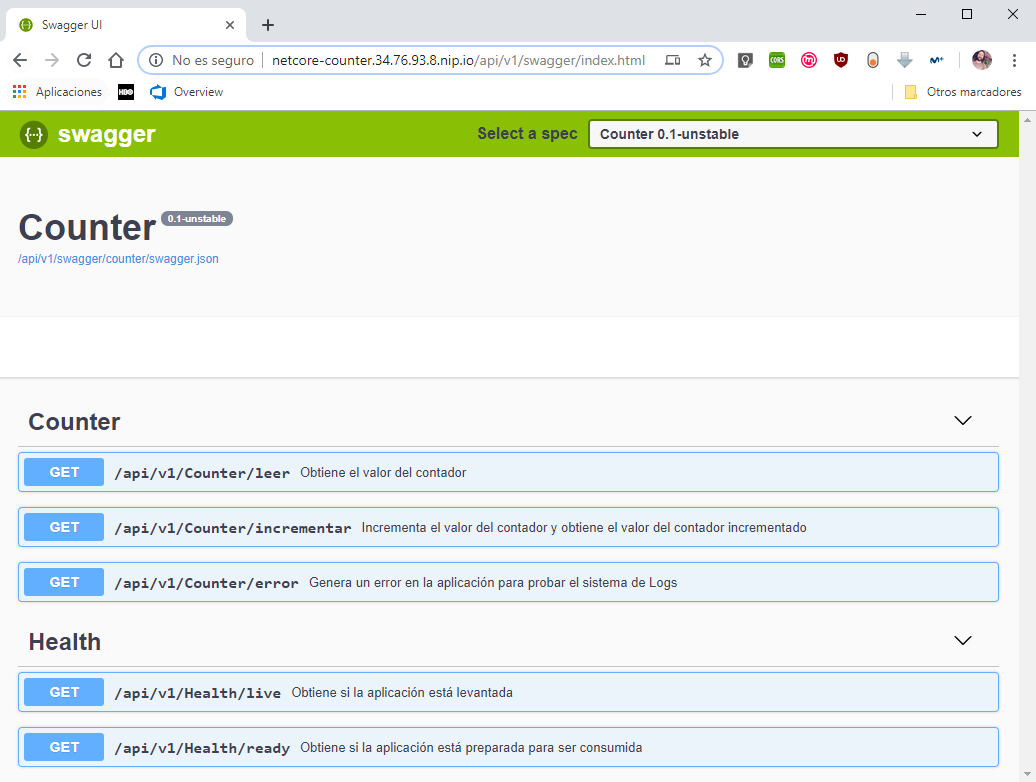 Swagger UI
No es seguro netcore-counter.34.76.93.8.nip.io/api/v1/swagger/index.html
CORS
Aplicaciones HBO Overview Otros marcadores
{··} swagger Select a spec Counter 0.1-unstable
Counter 0.1-unstable
/api/v1/swagger/counter/swagger.json
Counter
GET /api/v1/Counter/leer Obtiene el valor del contador
GET /api/v1/Counter/incrementar Incrementa el valor del contador y obtiene el valor del contador incrementado
GET /api/v1/Counter/error Genera un error en la aplicación para probar el sistema de Logs
Health
GET /api/v1/Health/live Obtiene si la aplicación está levantada
GET /api/v1/Health/ready Obtiene si la aplicación está preparada para ser consumida